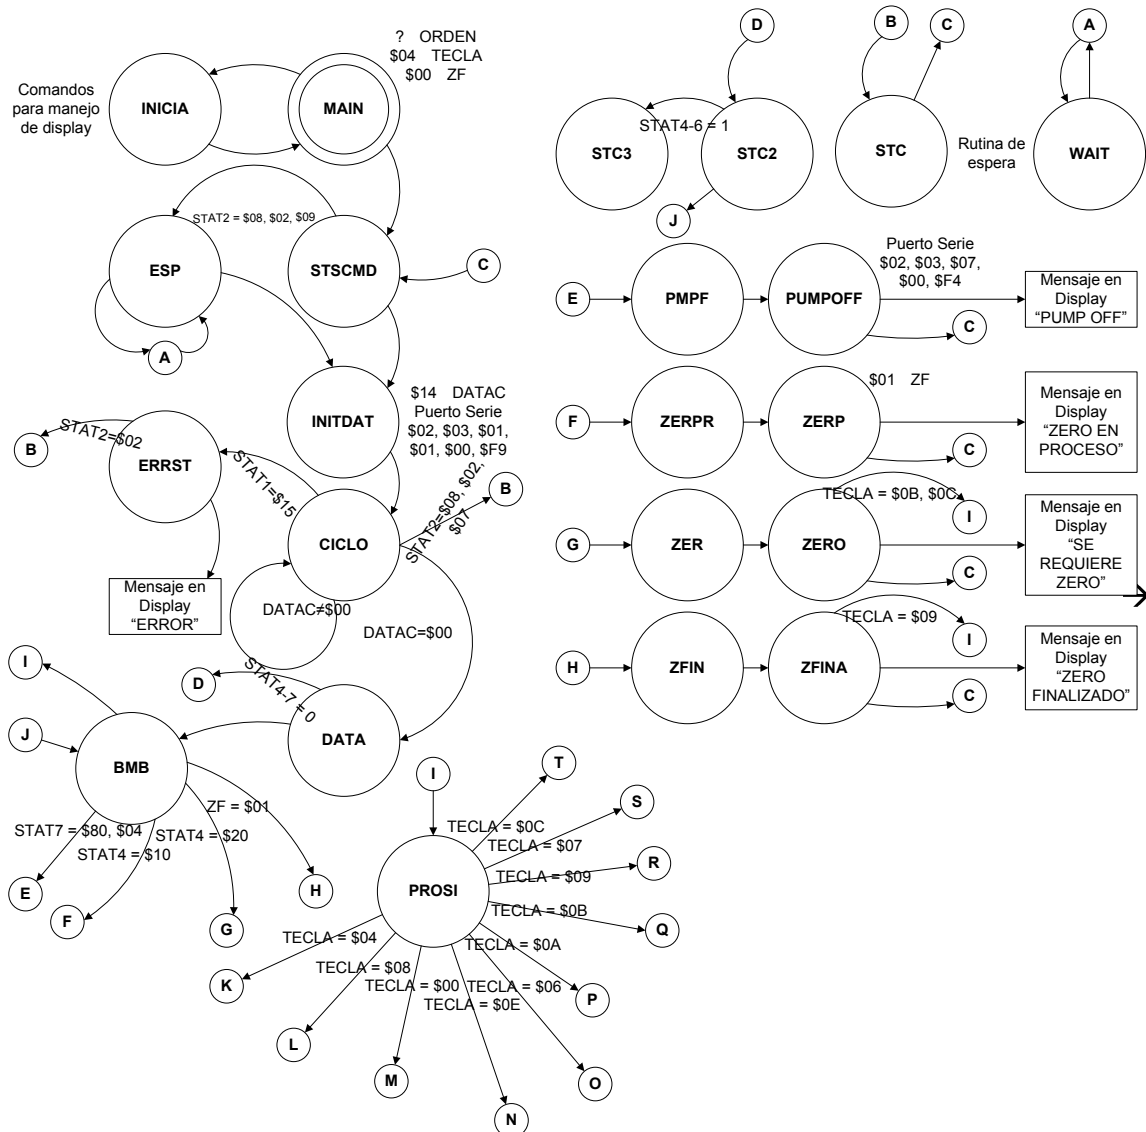 ? ORDEN
$04 TECLA
$00 ZF
Comandos
para manejo
de display
INICIA
MAIN
STAT2 = $08, $02, $09
ESP
STSCMD
C
A
INITDAT
$14 DATAC
Puerto Serie
$02, $03, $01,
$01, $00, $F9
B
STAT2=$02
ERRST
STAT1=$15
CICLO
STAT2=$08, $02,
$07
B
Mensaje en
Display
“ERROR”
DATAC≠$00
DATAC=$00
I
D
STAT4-7 = 0
DATA
J
BMB
STAT7 = $80, $04
STAT4 = $10
STAT4 = $20
ZF = $01
E
F
G
H
I
T
S
R
Q
PROSI
TECLA = $0C
TECLA = $07
TECLA = $09
TECLA = $0B
TECLA = $0A
TECLA = $04
TECLA = $08
TECLA = $00
TECLA = $06
TECLA = $0E
K
L
M
N
O
P
D
STAT4-6 = 1
STC3
STC2
J
B
C
STC
Rutina de
espera
A
WAIT
E
PMPF
PUMPOFF
Puerto Serie
$02, $03, $07,
$00, $F4
C
Mensaje en
Display
“PUMP OFF”
F
ZERPR
ZERP
$01 ZF
C
Mensaje en
Display
“ZERO EN
PROCESO”
G
ZER
ZERO
TECLA = $0B, $0C
I
C
Mensaje en
Display
“SE
REQUIERE
ZERO”
H
ZFIN
ZFINA
TECLA = $09
I
C
Mensaje en
Display
“ZERO
FINALIZADO”